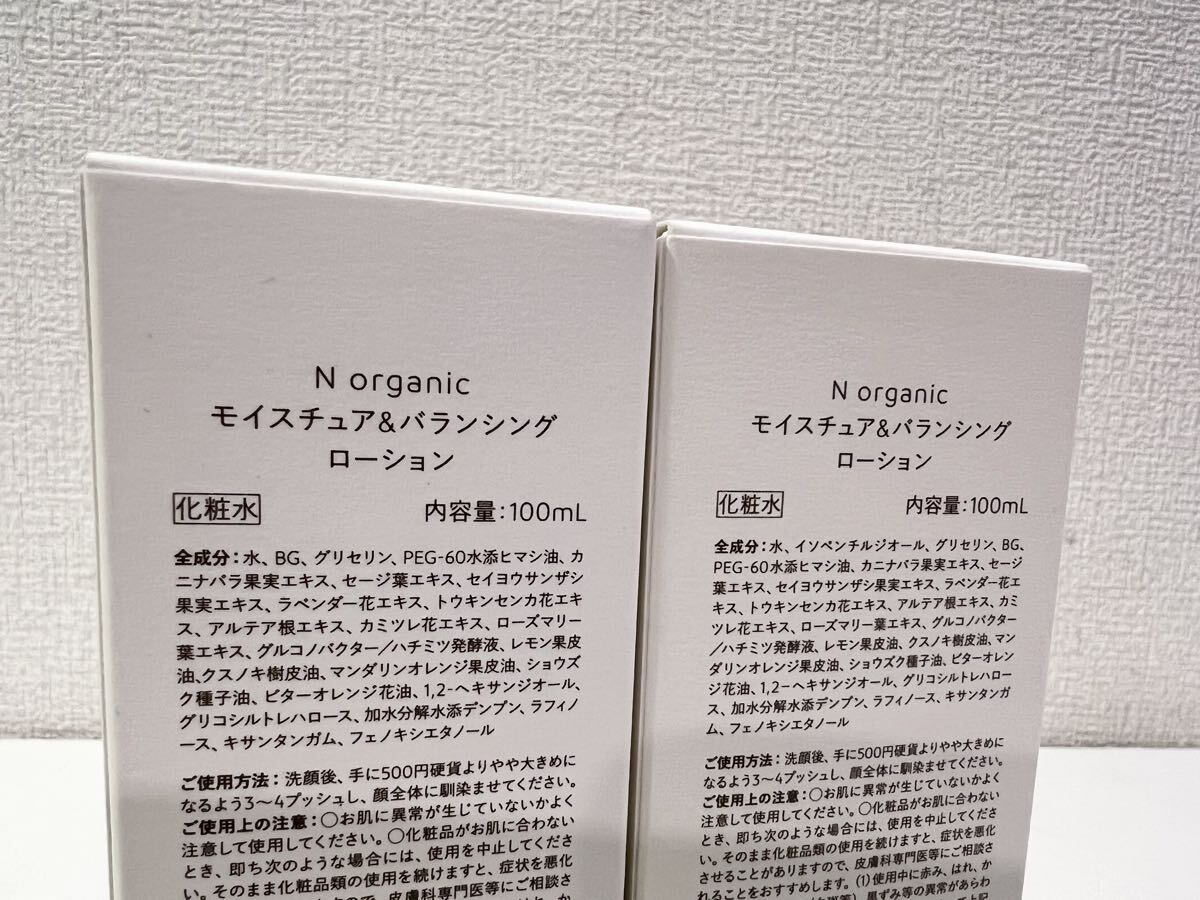 N organic
モイスチュア&バランシング
ローション
化粧水 内容量:100mL
全成分:水、BG、グリセリン、PEG-60水添ヒマシ油、カ
ニナバラ果実エキス、セージ葉エキス、セイヨウサンザシ
果実エキス、ラベンダー花エキス、トウキンセンカ花エキ
ス、アルテア根エキス、カミツレ花エキス、ローズマリー
葉エキス、グルコノバクター/ハチミツ発酵液、レモン果皮
油、クスノキ樹皮油、マンダリンオレンジ果皮油、ショウズ
ク種子油、ビターオレンジ花油、1,2-ヘキサンジオール、
グリコシルトレハロース、加水分解水添デンプン、ラフィノ
ース、キサンタンガム、フェノキシエタノール
ご使用方法:洗顔後、手に500円硬貨よりやや大きめに
なるよう3〜4プッシュし、顔全体に馴染ませてください。
ご使用上の注意:○お肌に異常が生じていないかよく
注意して使用してください。○化粧品がお肌に合わない
とき、即ち次のような場合には、使用を中止してくださ
い。そのまま化粧品類の使用を続けますと、症状を悪化
N organic
モイスチュア&バランシング
ローション
化粧水 内容量:100mL
全成分:水、イソペンチルジオール、グリセリン、BG、
PEG-60水添ヒマシ油、カニナバラ果実エキス、セージ
葉エキス、セイヨウサンザシ果実エキス、ラベンダー花エ
キス、トウキンセンカ花エキス、アルテア根エキス、カミ
ツレ花エキス、ローズマリー葉エキス、グルコノバクター
/ハチミツ発酵液、レモン果皮油、クスノキ樹皮油、マン
ダリンオレンジ果皮油、ショウズク種子油、ビターオレン
ジ花油、1,2-ヘキサンジオール、グリコシルトレハロー
ス、加水分解水添デンプン、ラフィノース、キサンタンガ
ム、フェノキシエタノール
ご使用方法:洗顔後、手に500円硬貨よりやや大きめに
なるよう3〜4プッシュし、顔全体に馴染ませてください。
ご使用上の注意:○お肌に異常が生じていないかよく
注意して使用してください。○化粧品がお肌に合わない
とき、即ち次のような場合には、使用を中止してくださ
い。そのまま化粧品類の使用を続けますと、症状を悪化
させることがありますので、皮膚科専門医等にご相談さ
れることをおすすめします。(1)使用中に赤み、はれ、か
黒ずみ等の異常があらわ